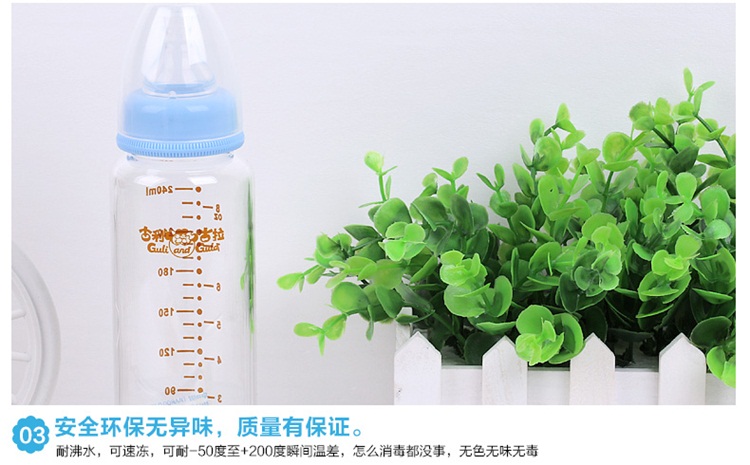 240ml
8
oz
古利 古拉
Guli and Gula
180
6
150
5
120
4
90
3
03 安全环保无异味，质量有保证。
耐沸水，可速冻，可耐-50度至+200度瞬间温差，怎么消毒都没事，无色无味无毒